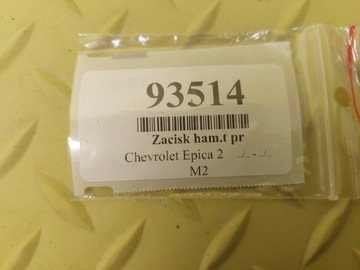 93514
Zacisk ham.t pr
Chevrolet Epica 2 ../.. - ../..
M2